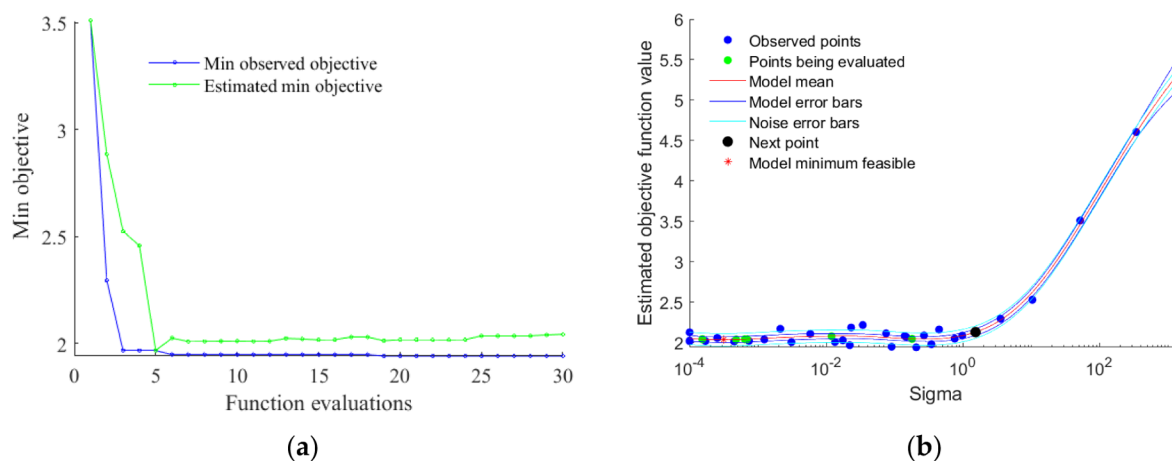 3.5
3
2.5
2
0
5
10
15
20
25
30
Min objective
Function evaluations
Min observed objective
Estimated min objective
(a)
6
5.5
5
4.5
4
3.5
3
2.5
2
10^-4
10^-2
10^0
10^2
Estimated objective function value
Sigma
Observed points
Points being evaluated
Model mean
Model error bars
Noise error bars
Next point
Model minimum feasible
(b)